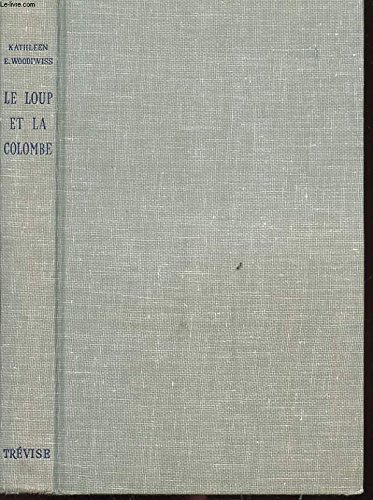 Le-livre.com
KATHLEEN
E. WOODIWISS
LE LOUP
ET LA
COLOMBE
TRÉVISE